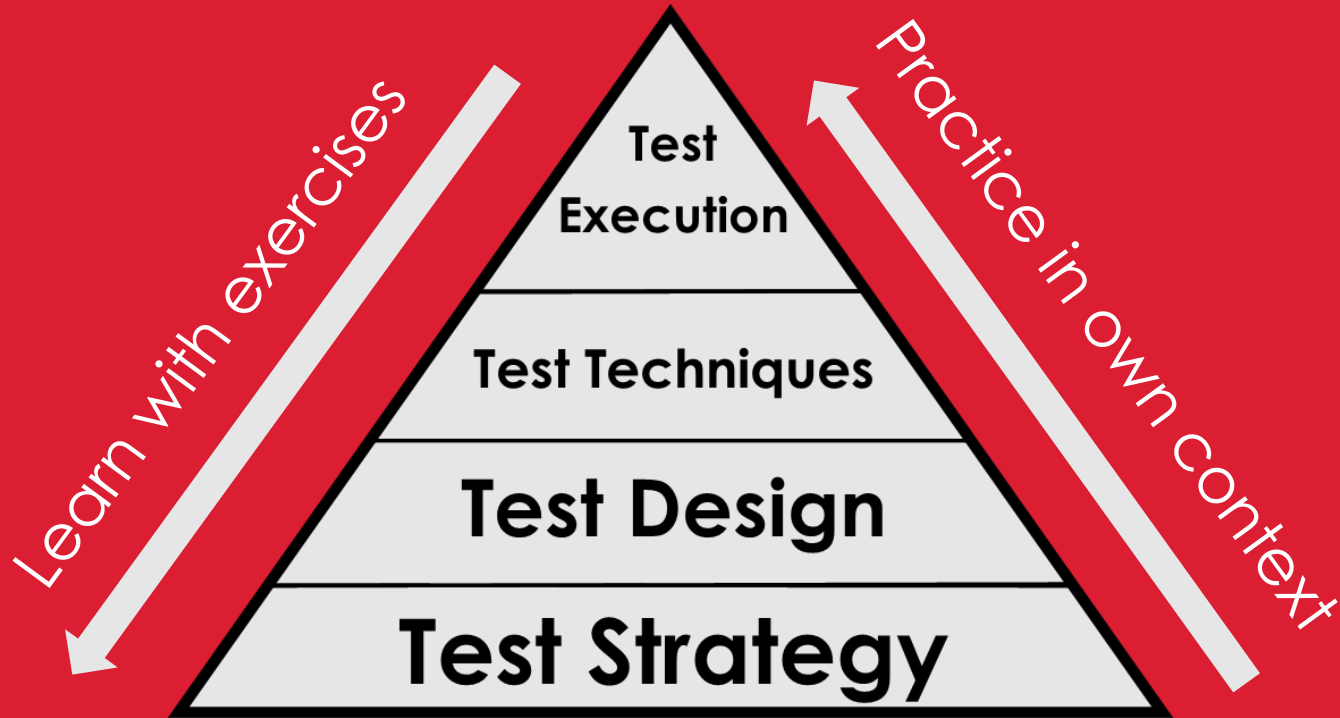 Learn with exercises
Practice in own context
Test
Execution
Test Techniques
Test Design
Test Strategy